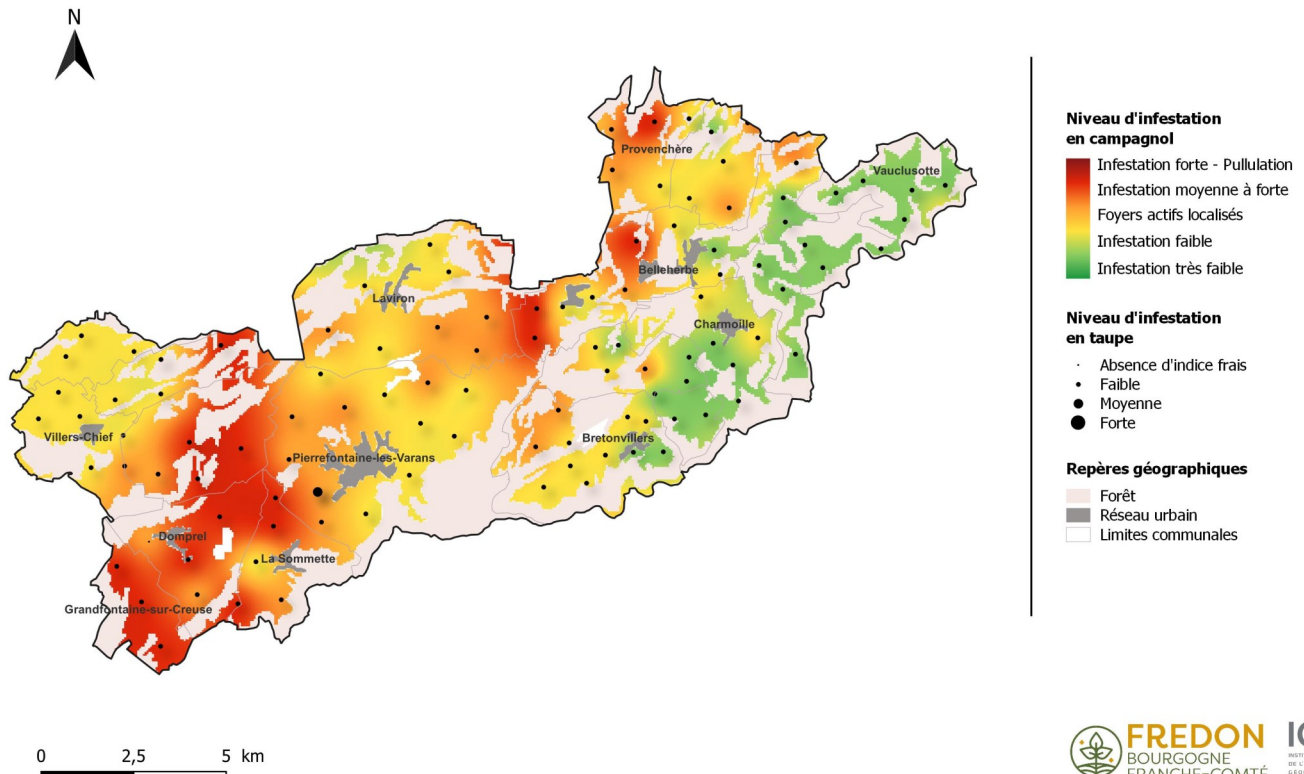 N
Provenchère
Vauclusotte
Belleherbe
Laviron
Charmoille
Villers-Chief
Bretonvillers
Pierrefontaine-les-Varans
Domprel
La Sommette
Grandfontaine-sur-Creuse
0 2,5 5 km
Niveau d'infestation
en campagnol
Infestation forte - Pullulation
Infestation moyenne à forte
Foyers actifs localisés
Infestation faible
Infestation très faible
Niveau d'infestation
en taupe
Absence d'indice frais
Faible
Moyenne
Forte
Repères géographiques
Forêt
Réseau urbain
Limites communales
FREDON
BOURGOGNE
FRANCHE-COMTÉ